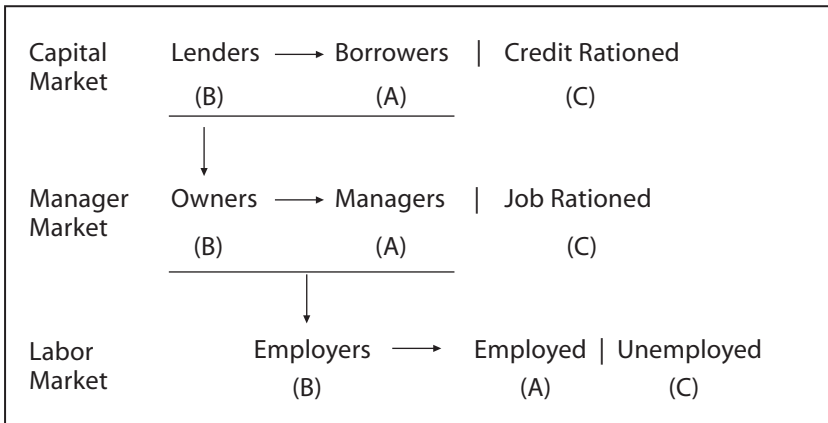 Capital Market Lenders Borrowers | Credit Rationed
(B) (A) (C)
Manager Market Owners Managers | Job Rationed
(B) (A) (C)
Labor Market Employers Employed | Unemployed
(B) (A) (C)